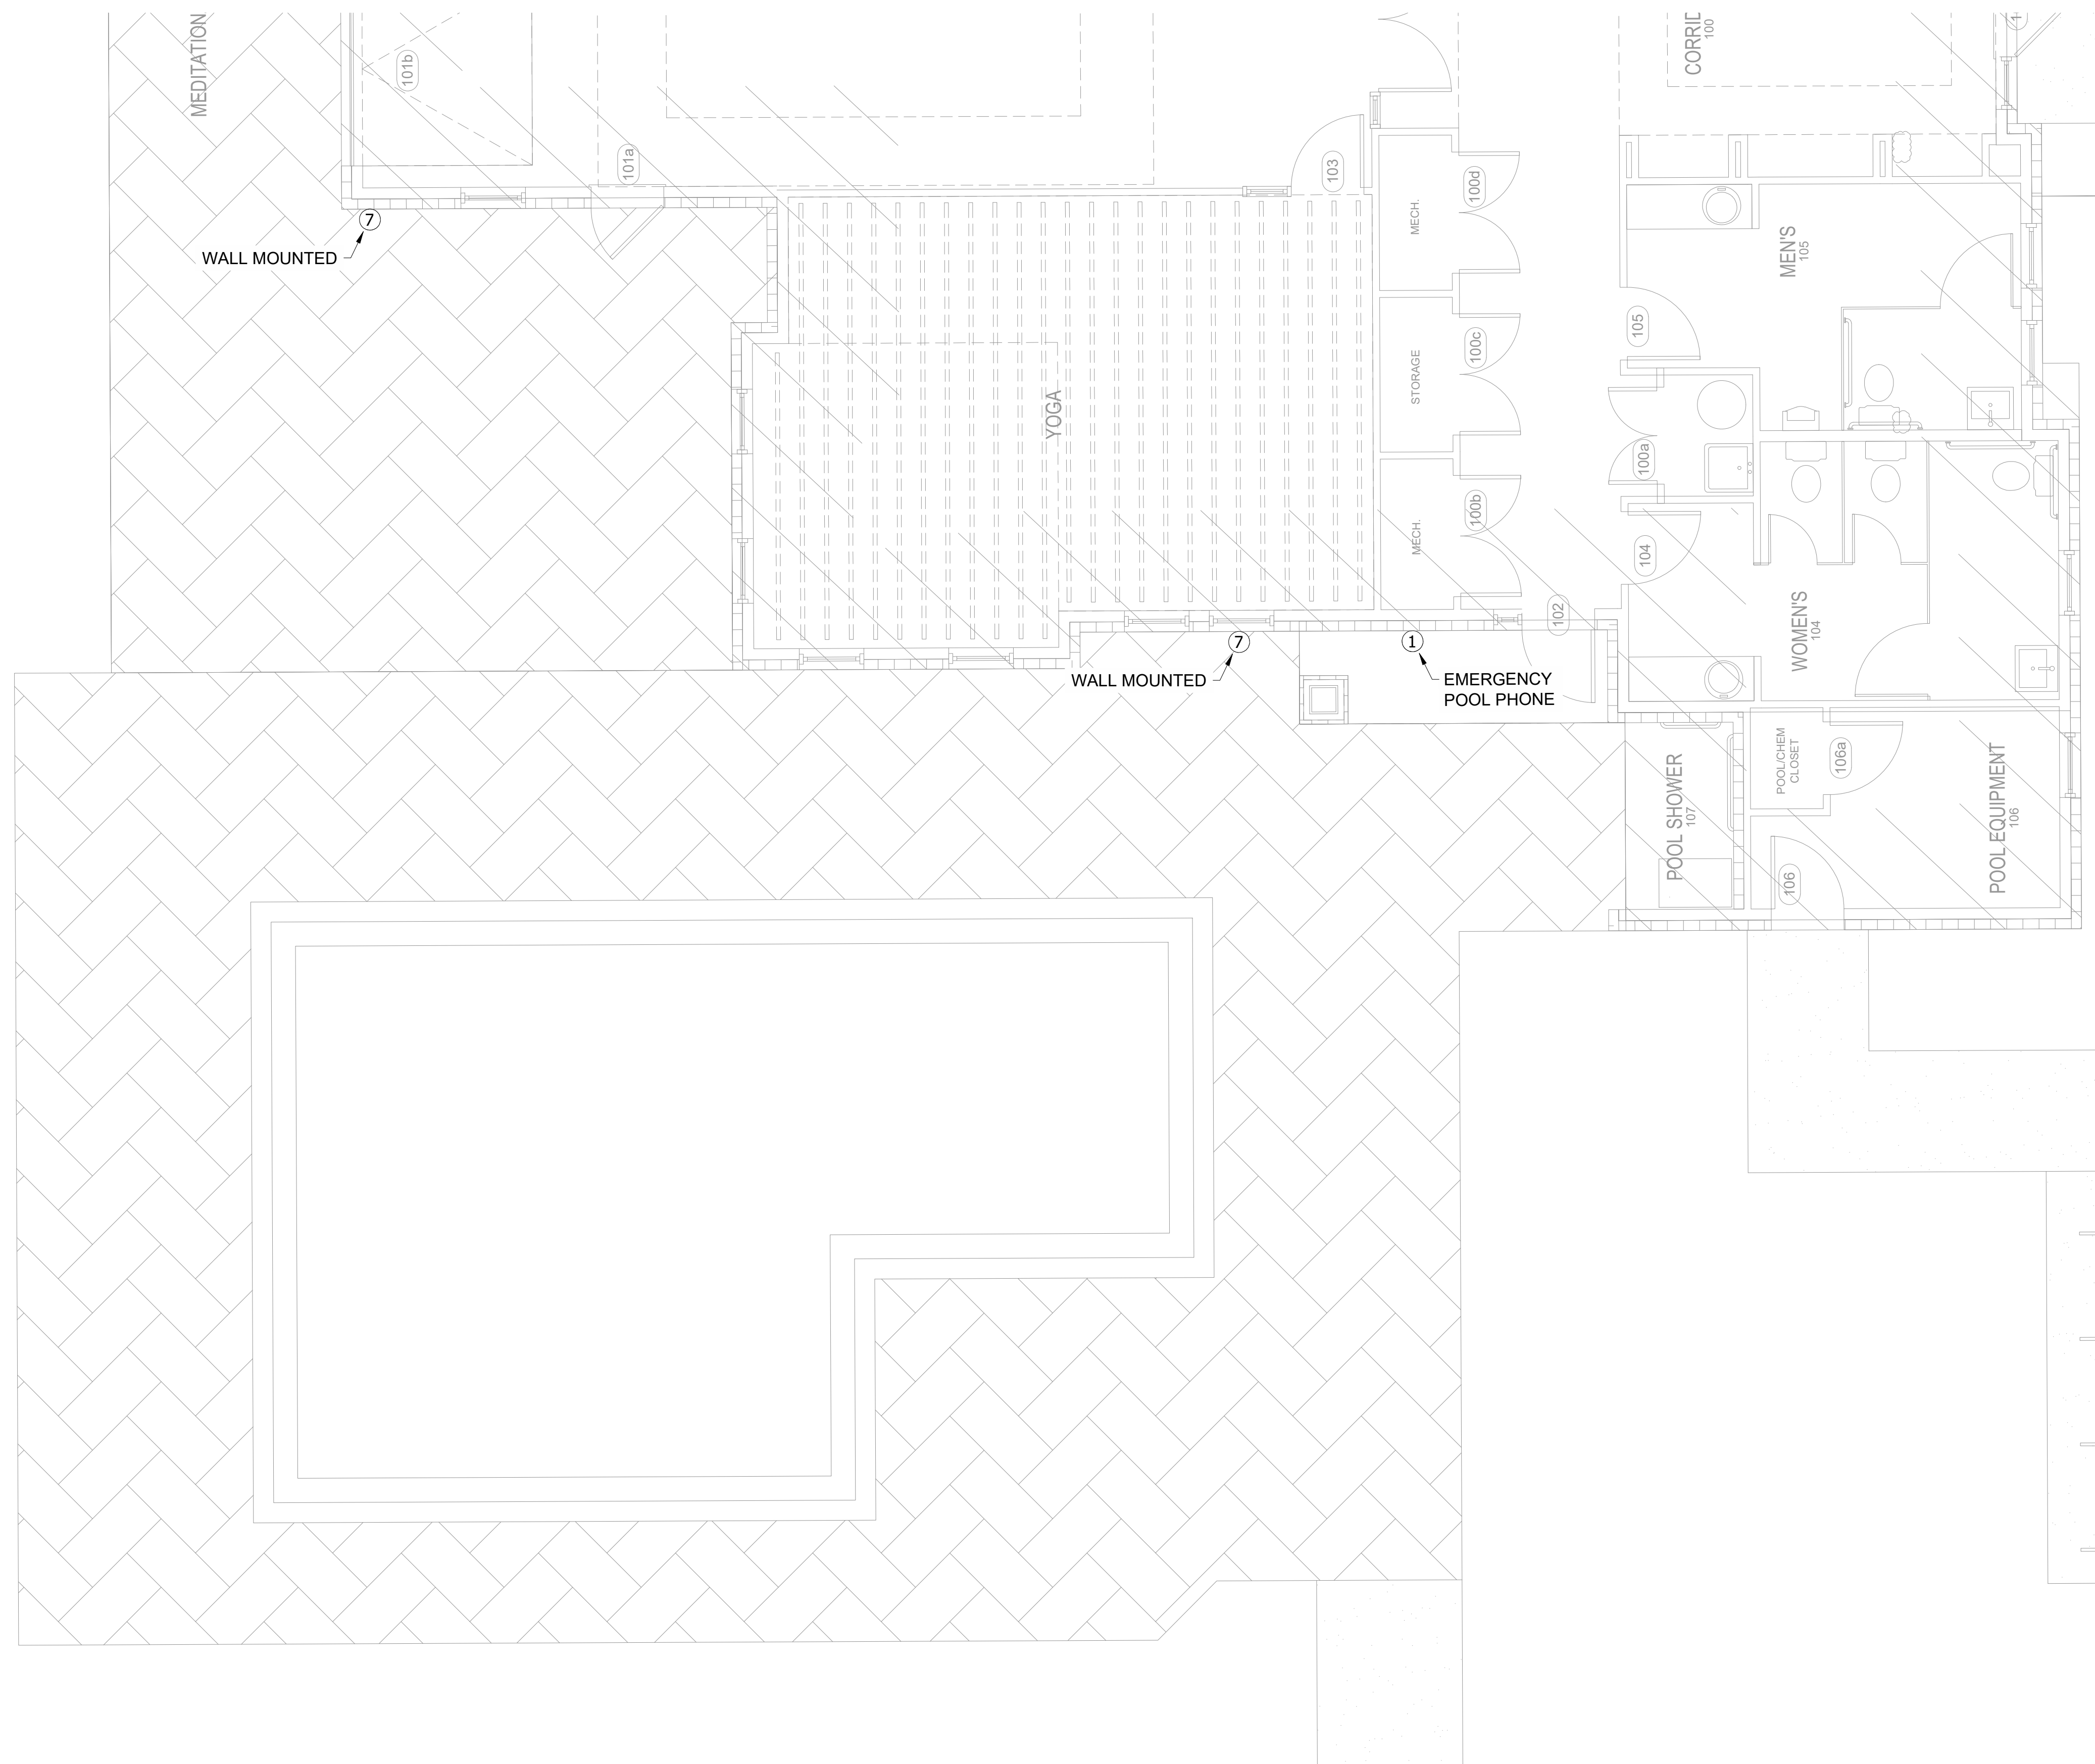 MEDITATION
101b
CORRID
100
1
101a
103
100d
MECH.
7
WALL MOUNTED
MEN'S
105
105
100c
STORAGE
YOGA
100a
100b
MECH.
104
102
WOMEN'S
104
7
WALL MOUNTED
1
EMERGENCY
POOL PHONE
POOL/CHEM
CLOSET
106a
POOL SHOWER
107
POOL EQUIPMENT
106
106